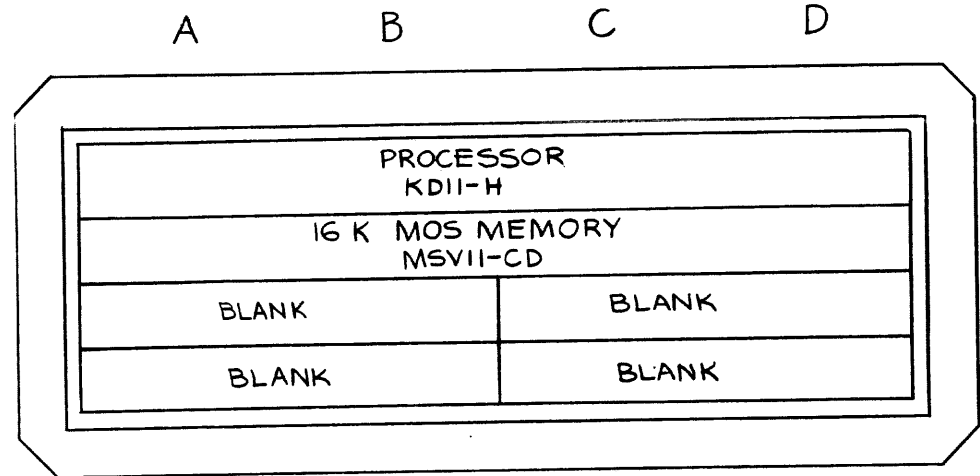 A B C D
PROCESSOR
KD11-H
16 K MOS MEMORY
MSV11-CD
BLANK BLANK
BLANK BLANK